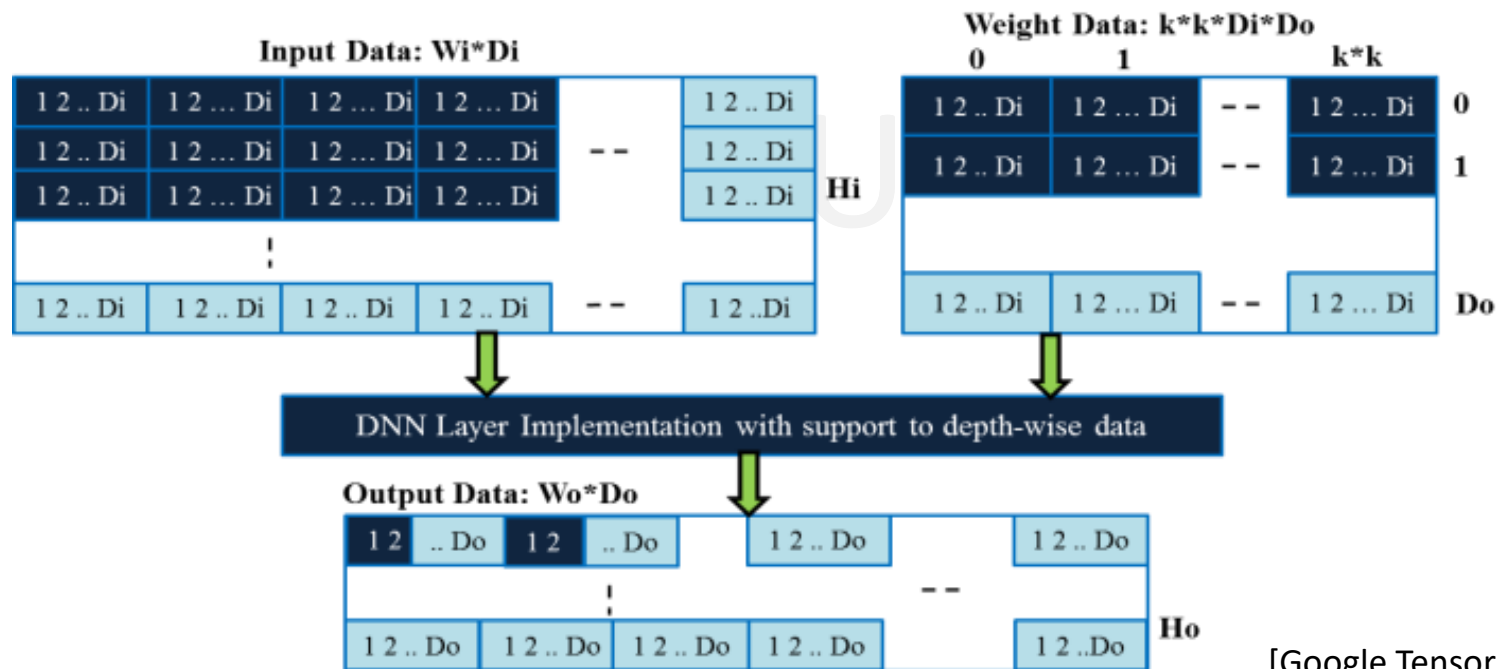 Input Data: Wi*Di
1 2 .. Di 1 2 ... Di 1 2 ... Di 1 2 ... Di -- 1 2 .. Di
1 2 .. Di 1 2 ... Di 1 2 ... Di 1 2 ... Di -- 1 2 .. Di
1 2 .. Di 1 2 ... Di 1 2 ... Di 1 2 ... Di 1 2 .. Di
Hi
1 2 .. Di 1 2 .. Di 1 2 .. Di 1 2 .. Di -- 1 2 ..Di
Weight Data: k*k*Di*Do
0 1 k*k
1 2 .. Di 1 2 ... Di -- 1 2 ... Di 0
1 2 .. Di 1 2 ... Di -- 1 2 ... Di 1
1 2 .. Di 1 2 ... Di -- 1 2 ... Di Do
DNN Layer Implementation with support to depth-wise data
Output Data: Wo*Do
1 2 .. Do 1 2 .. Do 1 2 .. Do 1 2 .. Do
--
1 2 .. Do 1 2 .. Do 1 2 .. Do 1 2 .. Do 1 2 ..Do
Ho
[Google Tensor